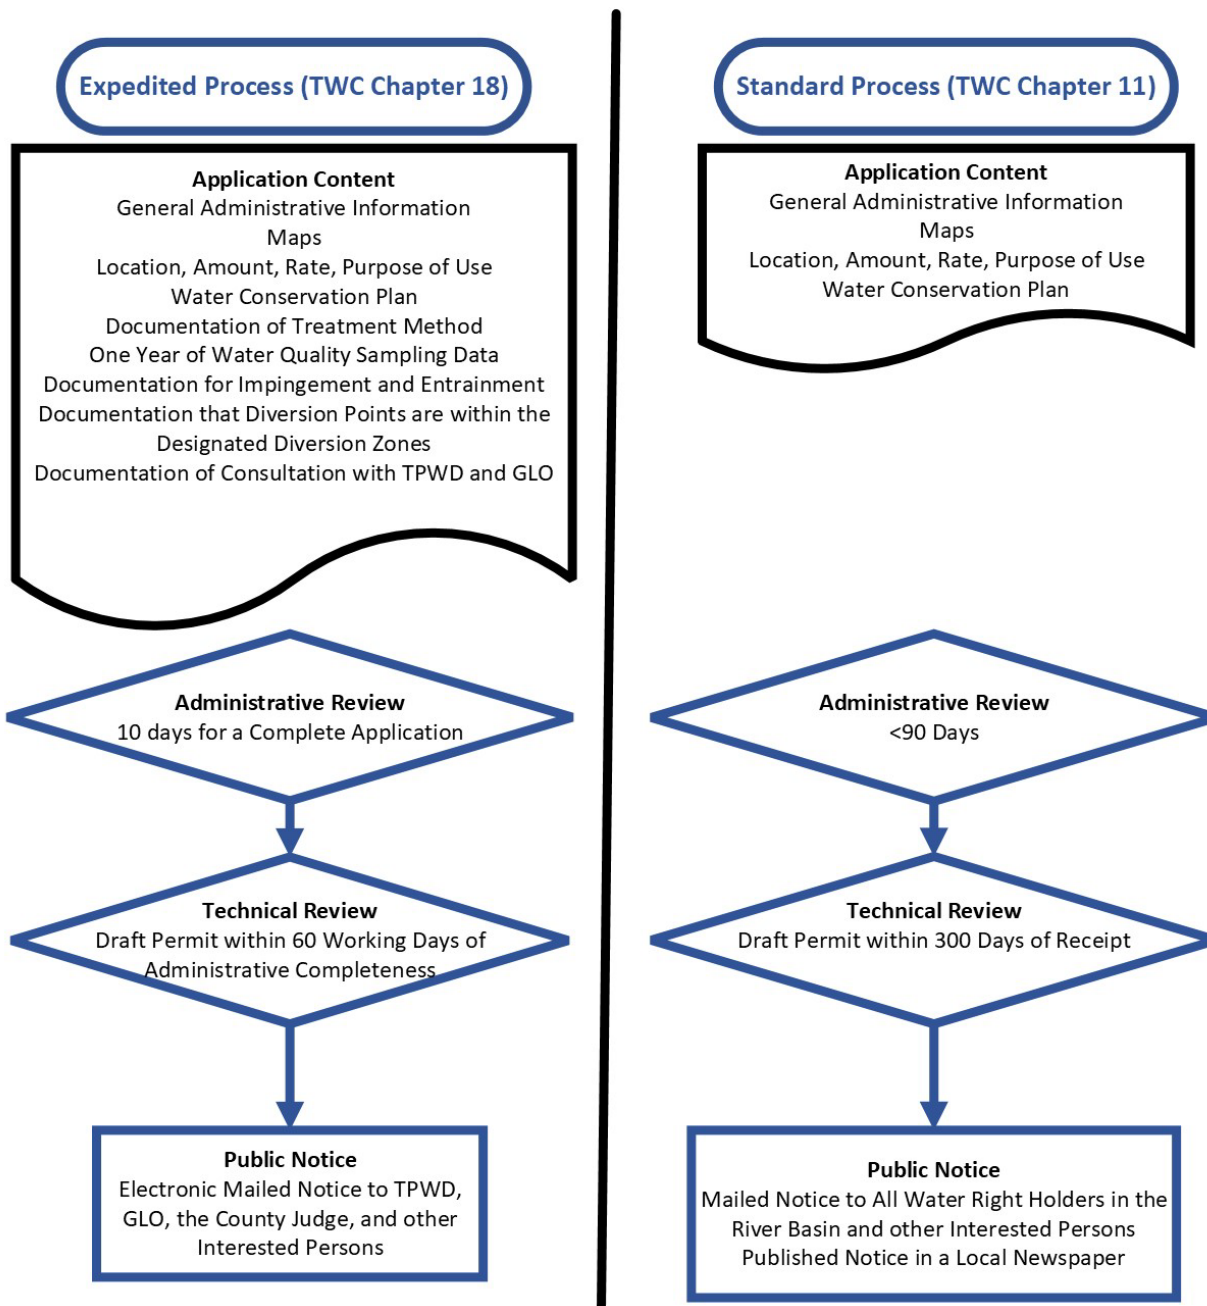 Expedited Process (TWC Chapter 18)
Application Content
General Administrative Information
Maps
Location, Amount, Rate, Purpose of Use
Water Conservation Plan
Documentation of Treatment Method
One Year of Water Quality Sampling Data
Documentation for Impingement and Entrainment
Documentation that Diversion Points are within the
Designated Diversion Zones
Documentation of Consultation with TPWD and GLO
Administrative Review
10 days for a Complete Application
Technical Review
Draft Permit within 60 Working Days of
Administrative Completeness
Public Notice
Electronic Mailed Notice to TPWD,
GLO, the County Judge, and other
Interested Persons
Standard Process (TWC Chapter 11)
Application Content
General Administrative Information
Maps
Location, Amount, Rate, Purpose of Use
Water Conservation Plan
Administrative Review
<90 Days
Technical Review
Draft Permit within 300 Days of Receipt
Public Notice
Mailed Notice to All Water Right Holders in the
River Basin and other Interested Persons
Published Notice in a Local Newspaper